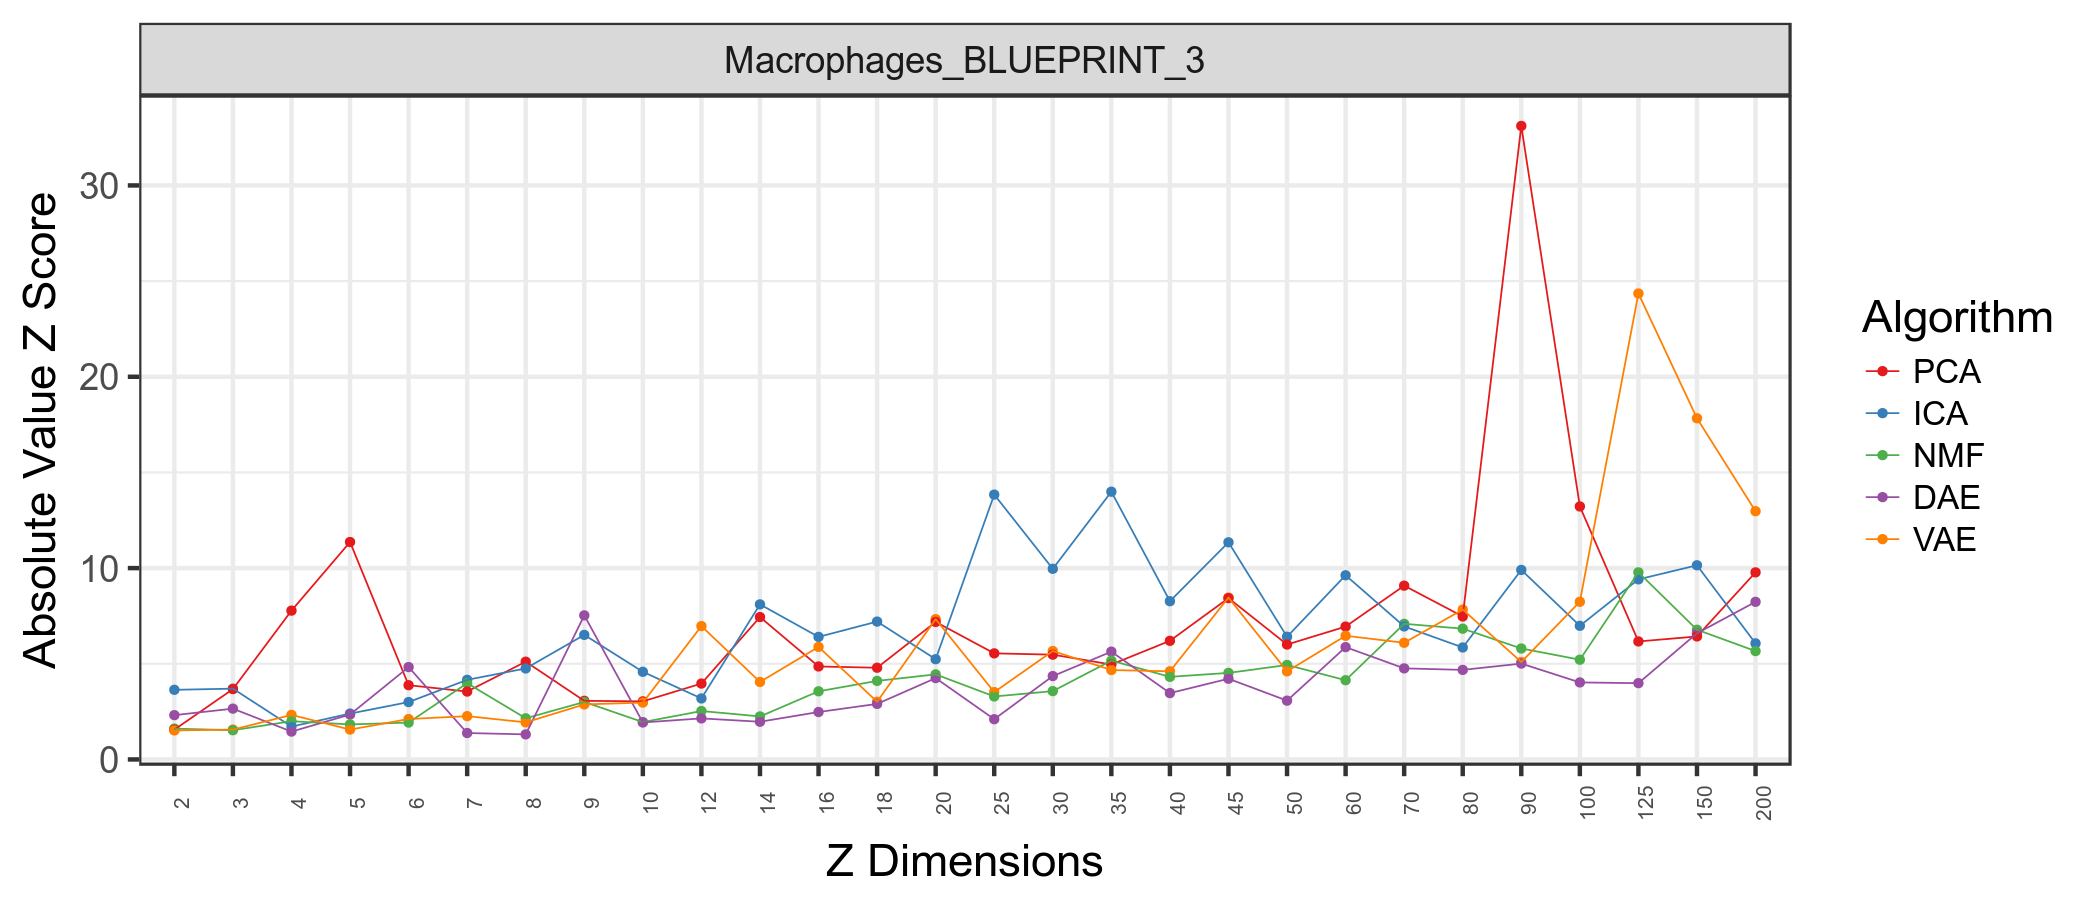 Macrophages_BLUEPRINT_3
Absolute Value Z Score
30
20
10
0
2 3 4 5 6 7 8 9 10 12 14 16 18 20 25 30 35 40 45 50 60 70 80 90 100 125 150 200
Z Dimensions
Algorithm
PCA
ICA
NMF
DAE
VAE